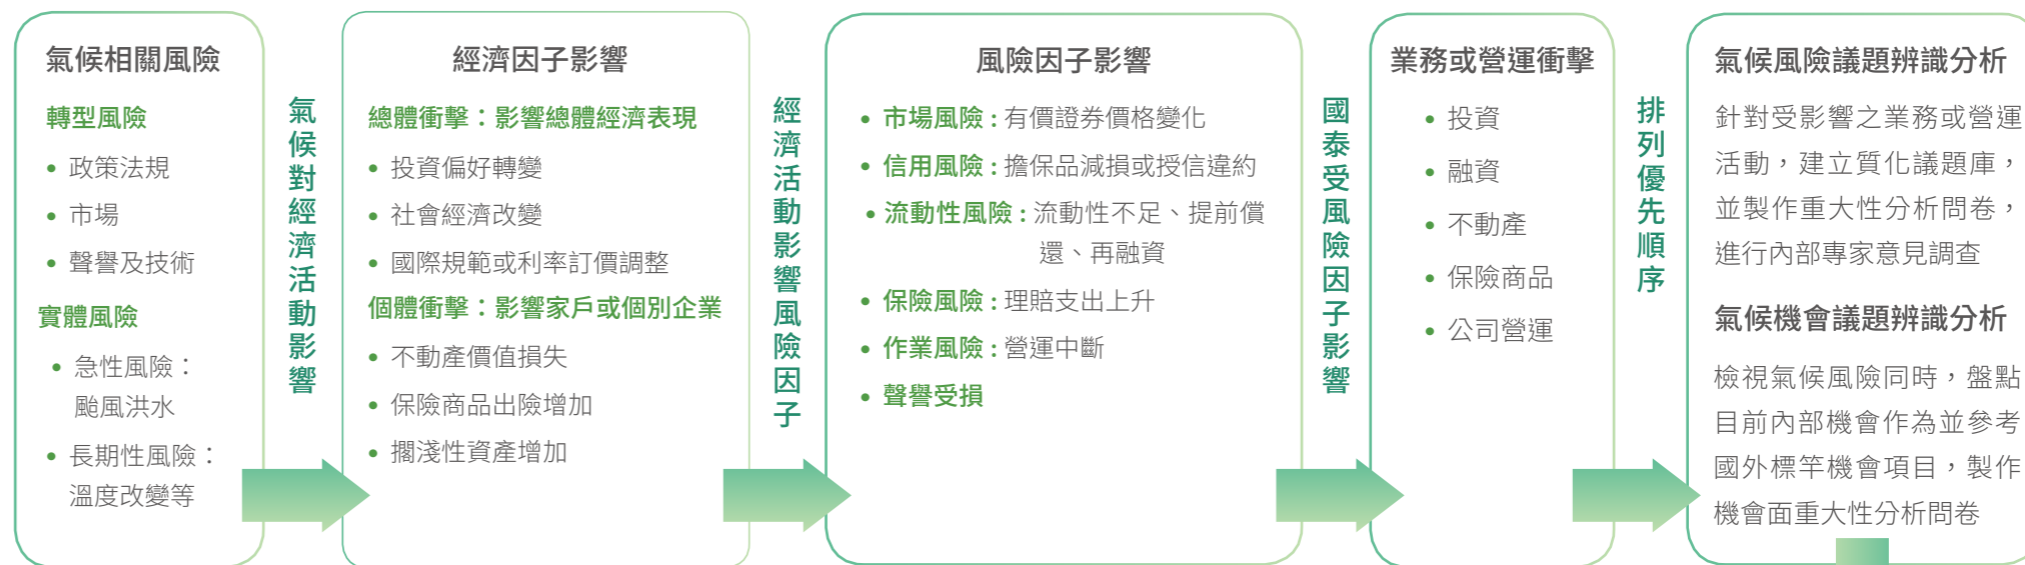 氣候相關風險
轉型風險
• 政策法規
• 市場
• 聲譽及技術
實體風險
• 急性風險：
颱風洪水
• 長期性風險：
溫度改變等
氣候對經濟活動影響
經濟因子影響
總體衝擊：影響總體經濟表現
• 投資偏好轉變
• 社會經濟改變
• 國際規範或利率訂價調整
個體衝擊：影響家戶或個別企業
• 不動產價值損失
• 保險商品出險增加
• 擱淺性資產增加
經濟活動影響風險因子
風險因子影響
• 市場風險 : 有價證券價格變化
• 信用風險 : 擔保品減損或授信違約
• 流動性風險 : 流動性不足、提前償
還、再融資
• 保險風險 : 理賠支出上升
• 作業風險 : 營運中斷
• 聲譽受損
國泰受風險因子影響
業務或營運衝擊
• 投資
• 融資
• 不動產
• 保險商品
• 公司營運
排列優先順序
氣候風險議題辨識分析
針對受影響之業務或營運
活動，建立質化議題庫，
並製作重大性分析問卷，
進行內部專家意見調查
氣候機會議題辨識分析
檢視氣候風險同時，盤點
目前內部機會作為並參考
國外標竿機會項目，製作
機會面重大性分析問卷